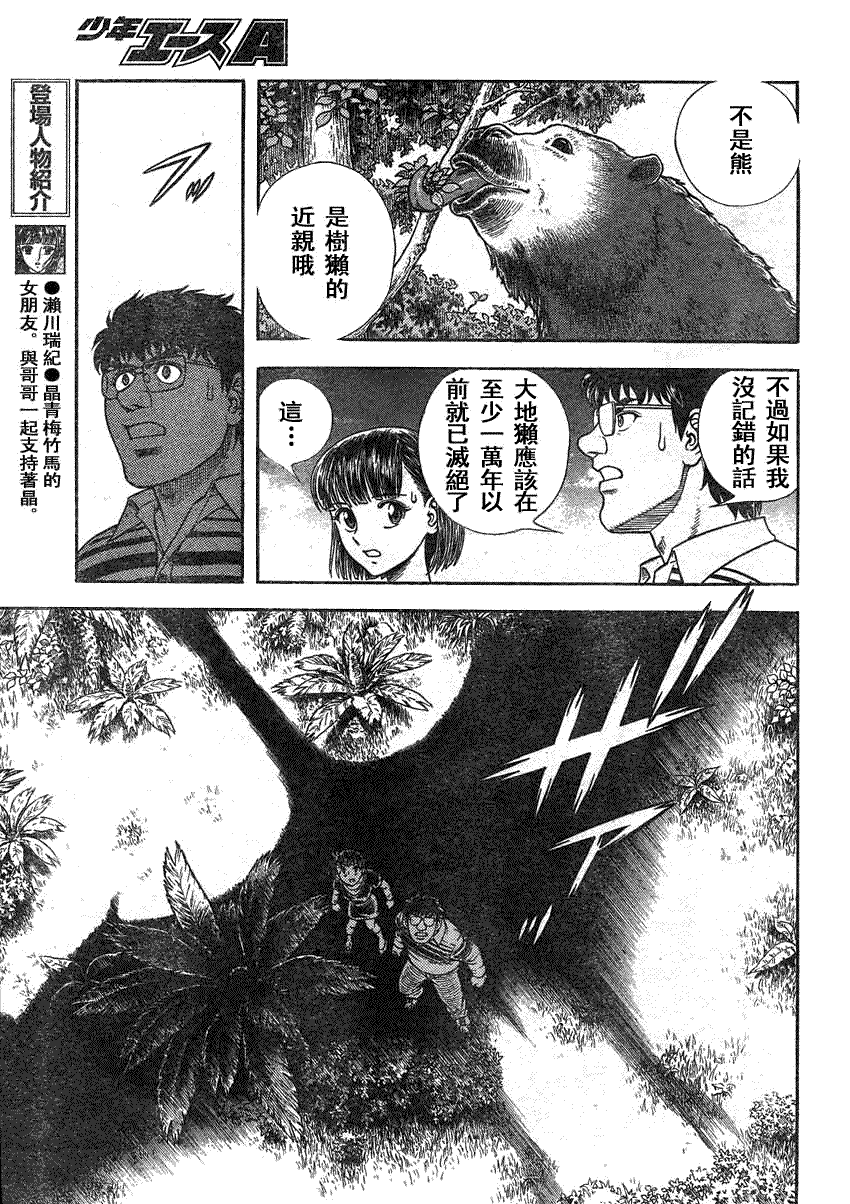 少年エースA
不是熊
是樹獺的
近親哦
不過如果我
沒記錯的話
大地獺應該在
至少一萬年以
前就已滅絕了
這…
登場人物紹介
●瀨川瑞紀●晶青梅竹馬的
女朋友。與哥哥一起支持著晶。